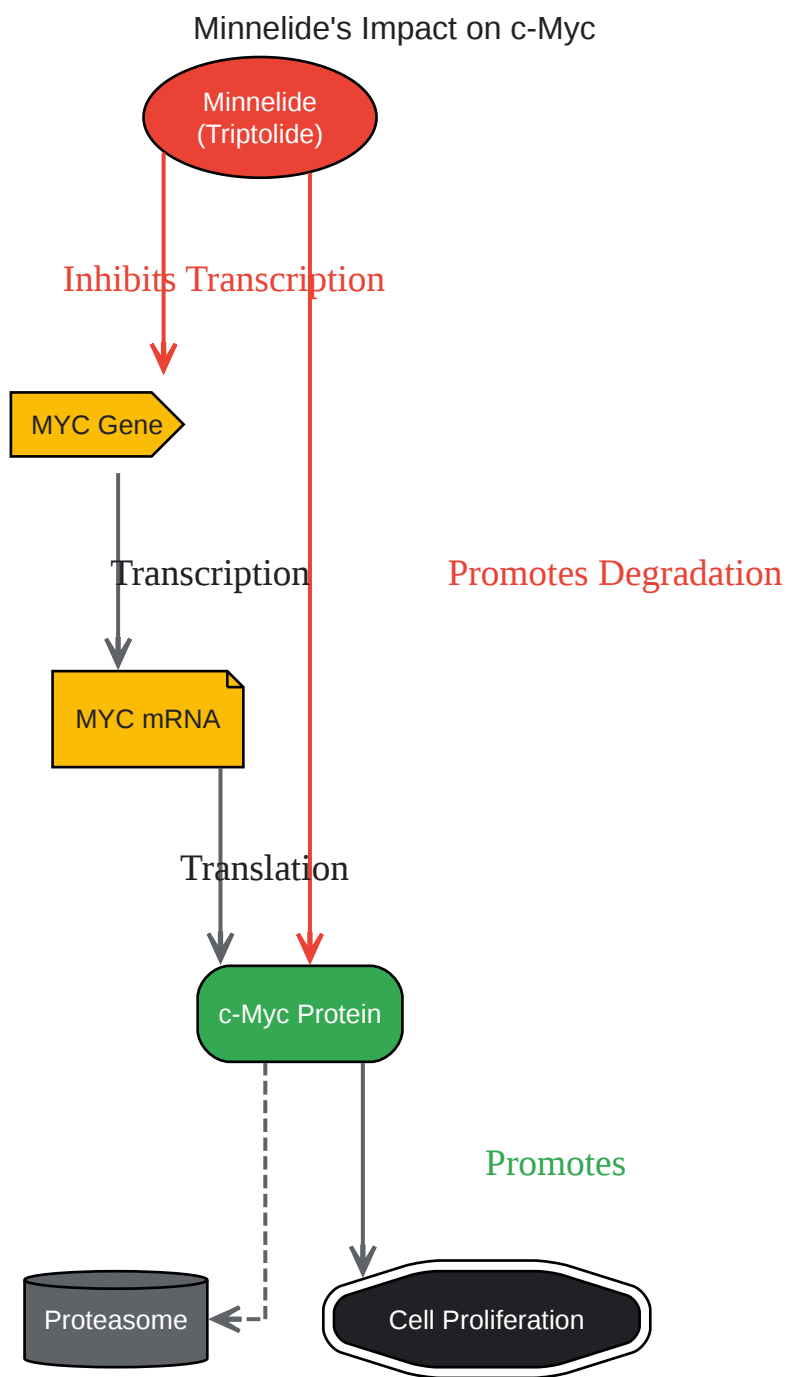 Minnelide's Impact on c-Myc
Minnelide
(Triptolide)
Inhibits Transcription
MYC Gene
Transcription
Promotes Degradation
MYC mRNA
Translation
c-Myc Protein
Promotes
Proteasome
Cell Proliferation